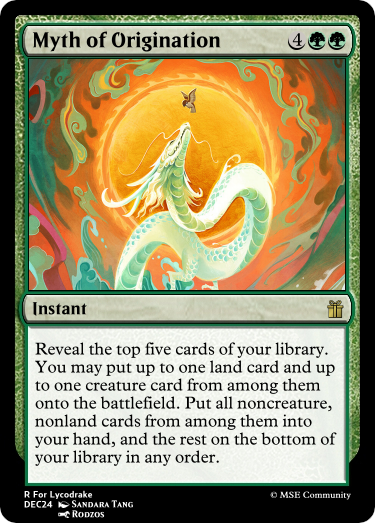 Myth of Origination 4
Instant
Reveal the top five cards of your library.
You may put up to one land card and up
to one creature card from among them
onto the battlefield. Put all noncreature,
nonland cards from among them into
your hand, and the rest on the bottom of
your library in any order.
R For Lycodrake
DEC24 Sandara Tang
Rodzos
© MSE Community